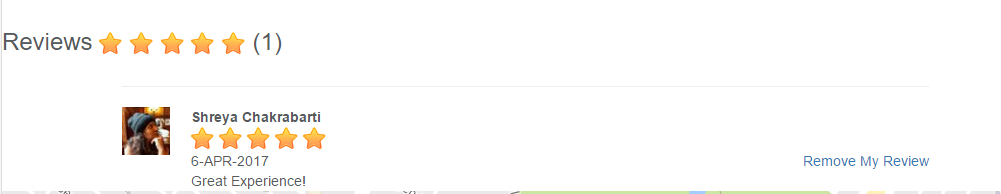 Reviews (1)
Shreya Chakrabarti
6-APR-2017
Remove My Review
Great Experience!